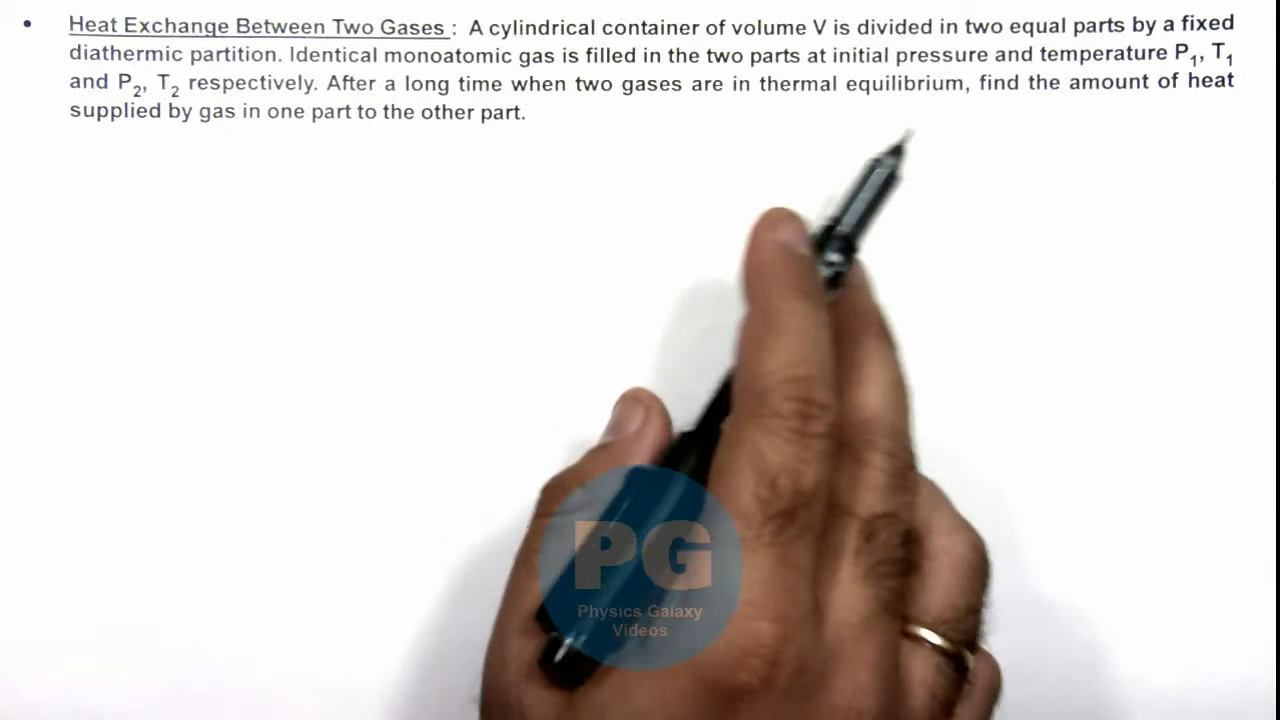 • Heat Exchange Between Two Gases : A cylindrical container of volume V is divided in two equal parts by a fixed
diathermic partition. Identical monoatomic gas is filled in the two parts at initial pressure and temperature P₁, T₁
and P₂, T₂ respectively. After a long time when two gases are in thermal equilibrium, find the amount of heat
supplied by gas in one part to the other part.
PG
Physics Galaxy
Videos